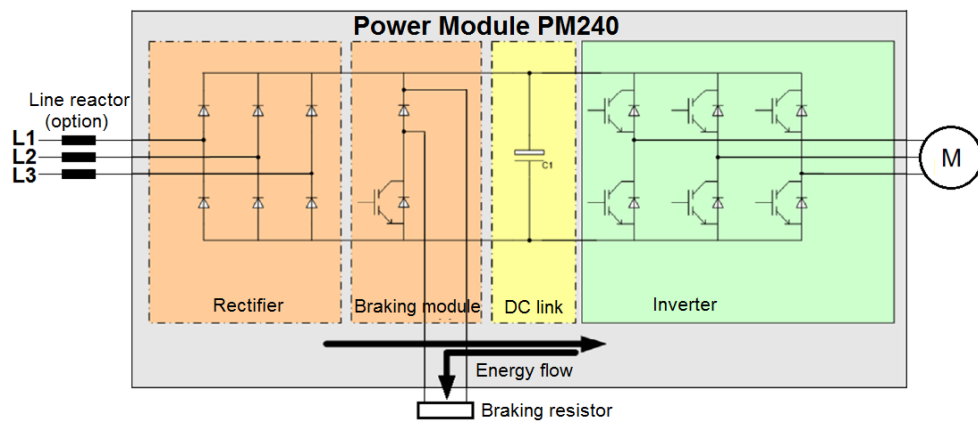 Power Module PM240
Line reactor
(option)
L1
L2
L3
C1
M
Rectifier
Braking module
DC link
Inverter
Energy flow
Braking resistor